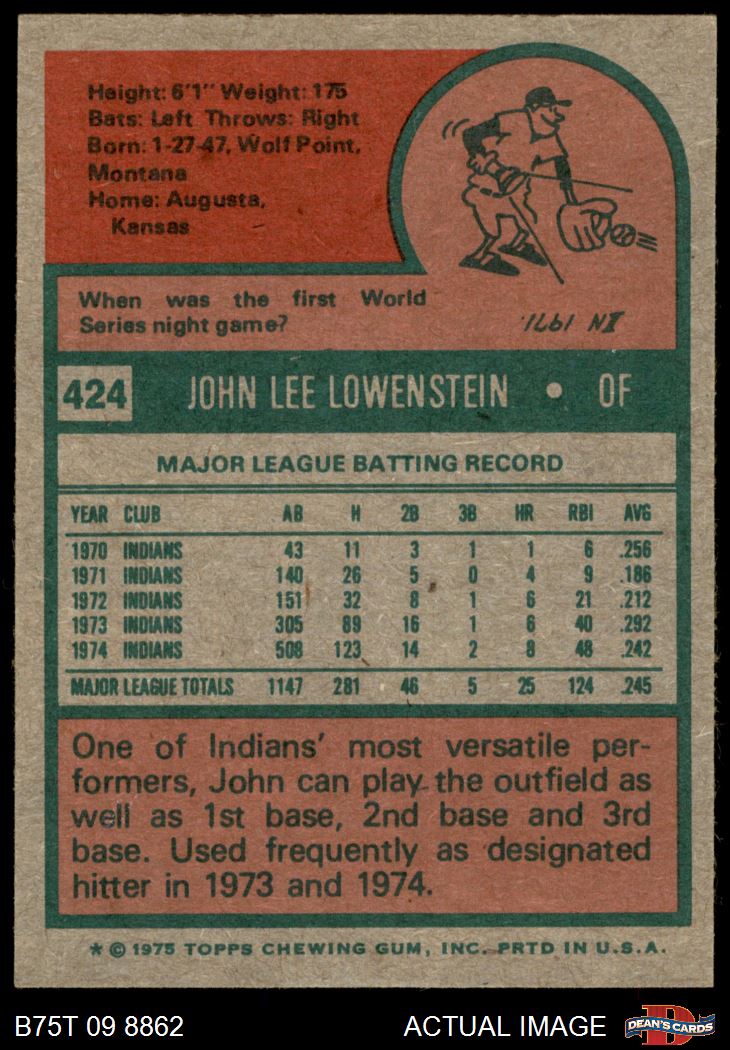 Height: 6'1" Weight: 175
Bats: Left Throws: Right
Born: 1-27-47, Wolf Point,
Montana
Home: Augusta,
Kansas
When was the first World
Series night game?
IN 1971.
424 JOHN LEE LOWENSTEIN • OF
MAJOR LEAGUE BATTING RECORD
YEAR CLUB AB H 2B 3B HR RBI AVG
1970 INDIANS 43 11 3 1 1 6 .256
1971 INDIANS 140 26 5 0 4 9 .186
1972 INDIANS 151 32 8 1 6 21 .212
1973 INDIANS 305 89 16 1 6 40 .292
1974 INDIANS 508 123 14 2 8 48 .242
MAJOR LEAGUE TOTALS 1147 281 46 5 25 124 .245
One of Indians' most versatile per-
formers, John can play the outfield as
well as 1st base, 2nd base and 3rd
base. Used frequently as designated
hitter in 1973 and 1974.
* © 1975 TOPPS CHEWING GUM, INC. PRTD IN U.S.A.
B75T 09 8862 ACTUAL IMAGE D DEAN'S CARDS